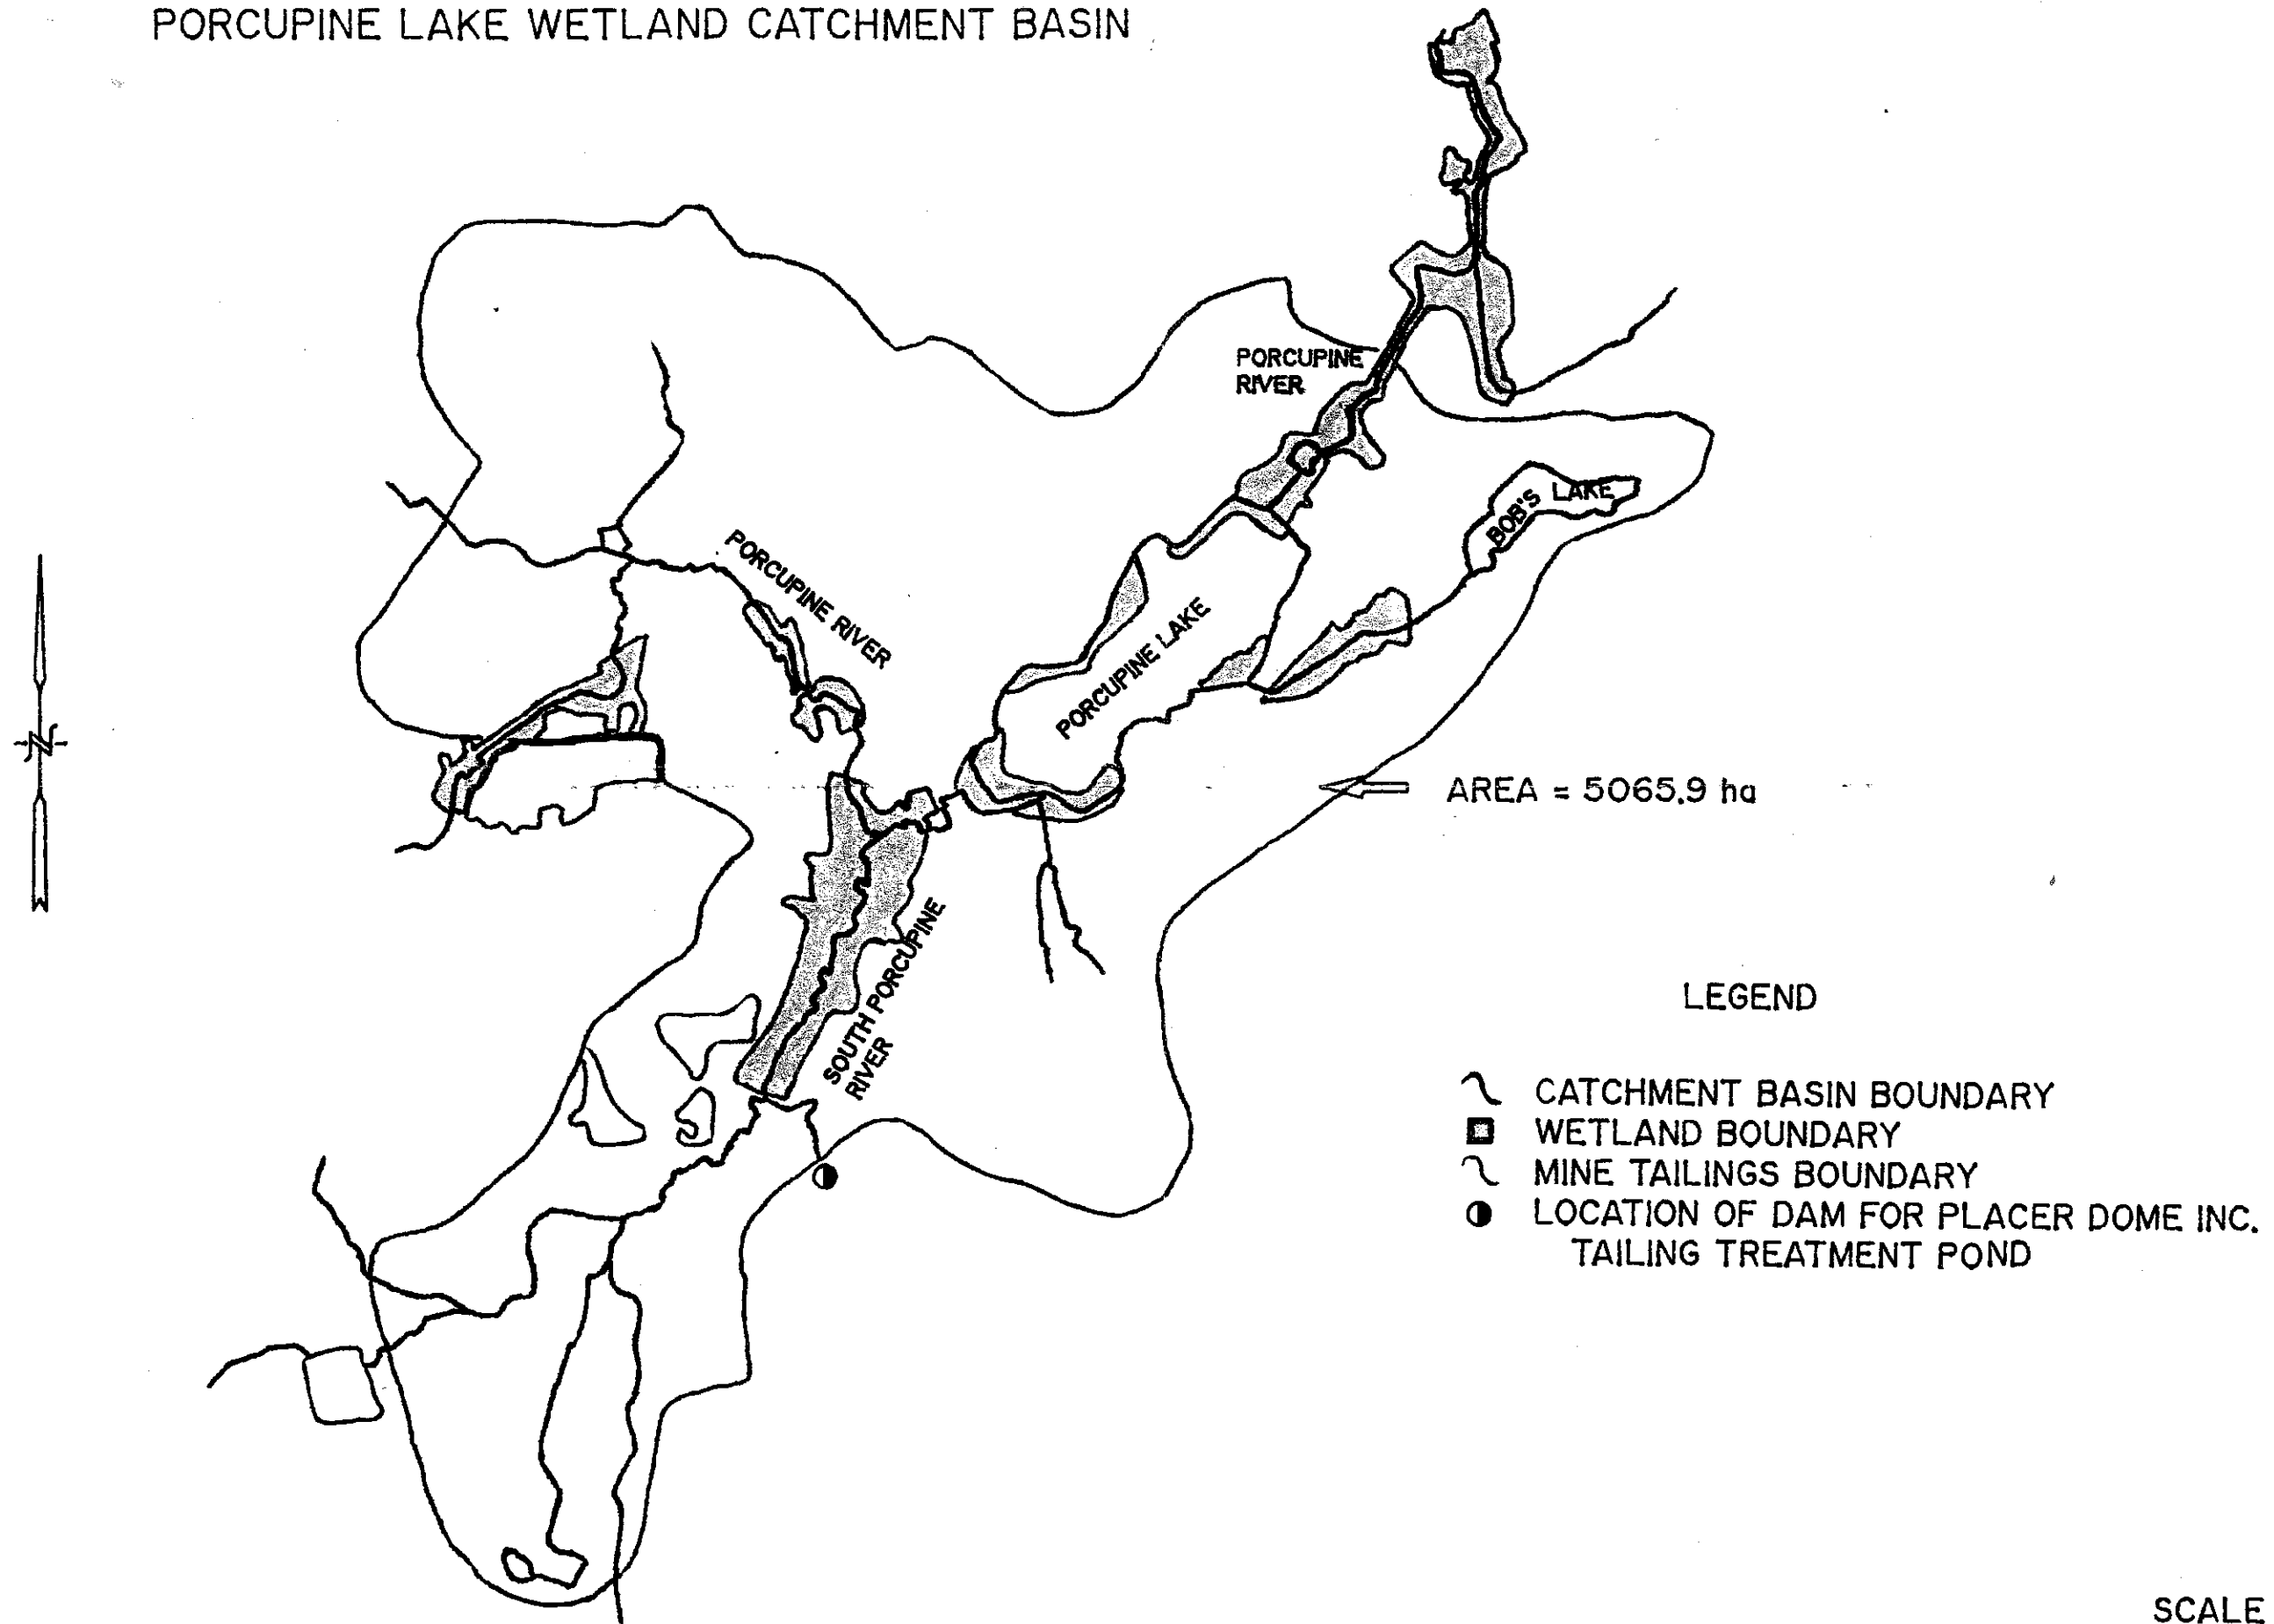 PORCUPINE LAKE WETLAND CATCHMENT BASIN
PORCUPINE
RIVER
BOB'S LAKE
PORCUPINE RIVER
PORCUPINE LAKE
N
AREA = 5065.9 ha
SOUTH PORCUPINE
RIVER
LEGEND
CATCHMENT BASIN BOUNDARY
WETLAND BOUNDARY
MINE TAILINGS BOUNDARY
LOCATION OF DAM FOR PLACER DOME INC.
TAILING TREATMENT POND
SCALE